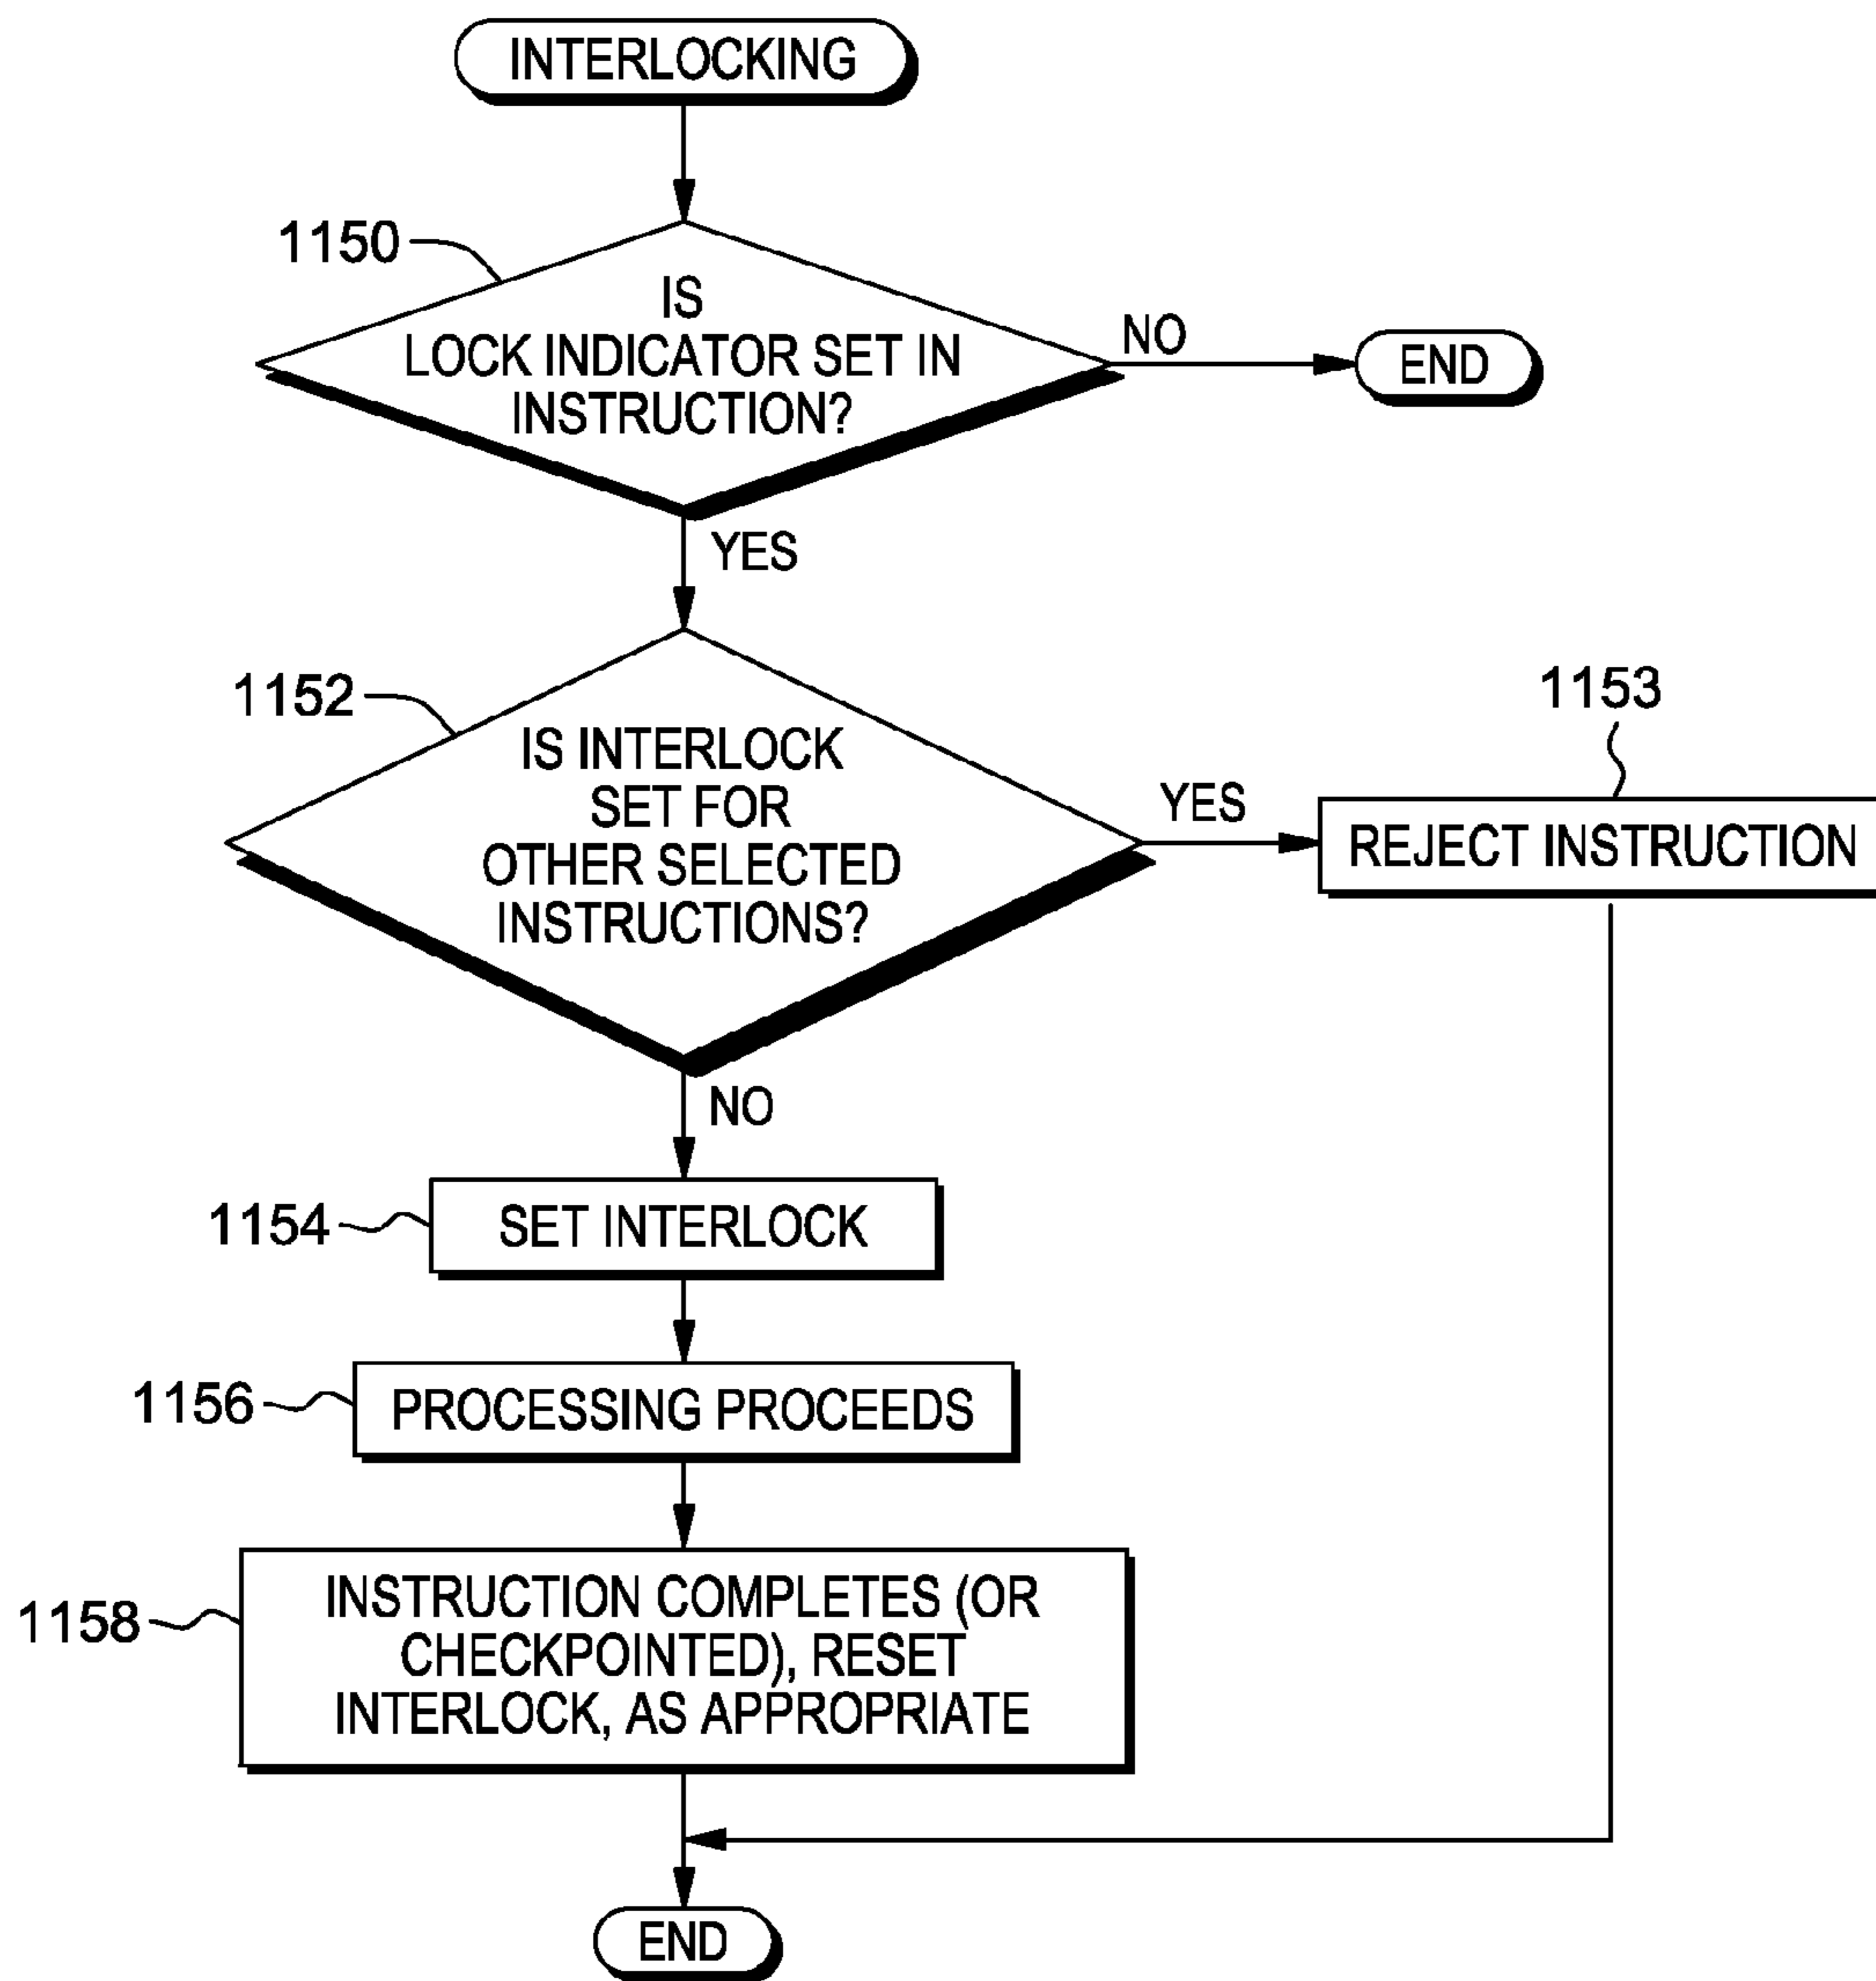 INTERLOCKING
1150
IS
LOCK INDICATOR SET IN
INSTRUCTION?
NO
END
YES
1152
IS INTERLOCK
SET FOR
OTHER SELECTED
INSTRUCTIONS?
YES
1153
REJECT INSTRUCTION
NO
1154
SET INTERLOCK
1156
PROCESSING PROCEEDS
1158
INSTRUCTION COMPLETES (OR
CHECKPOINTED), RESET
INTERLOCK, AS APPROPRIATE
END